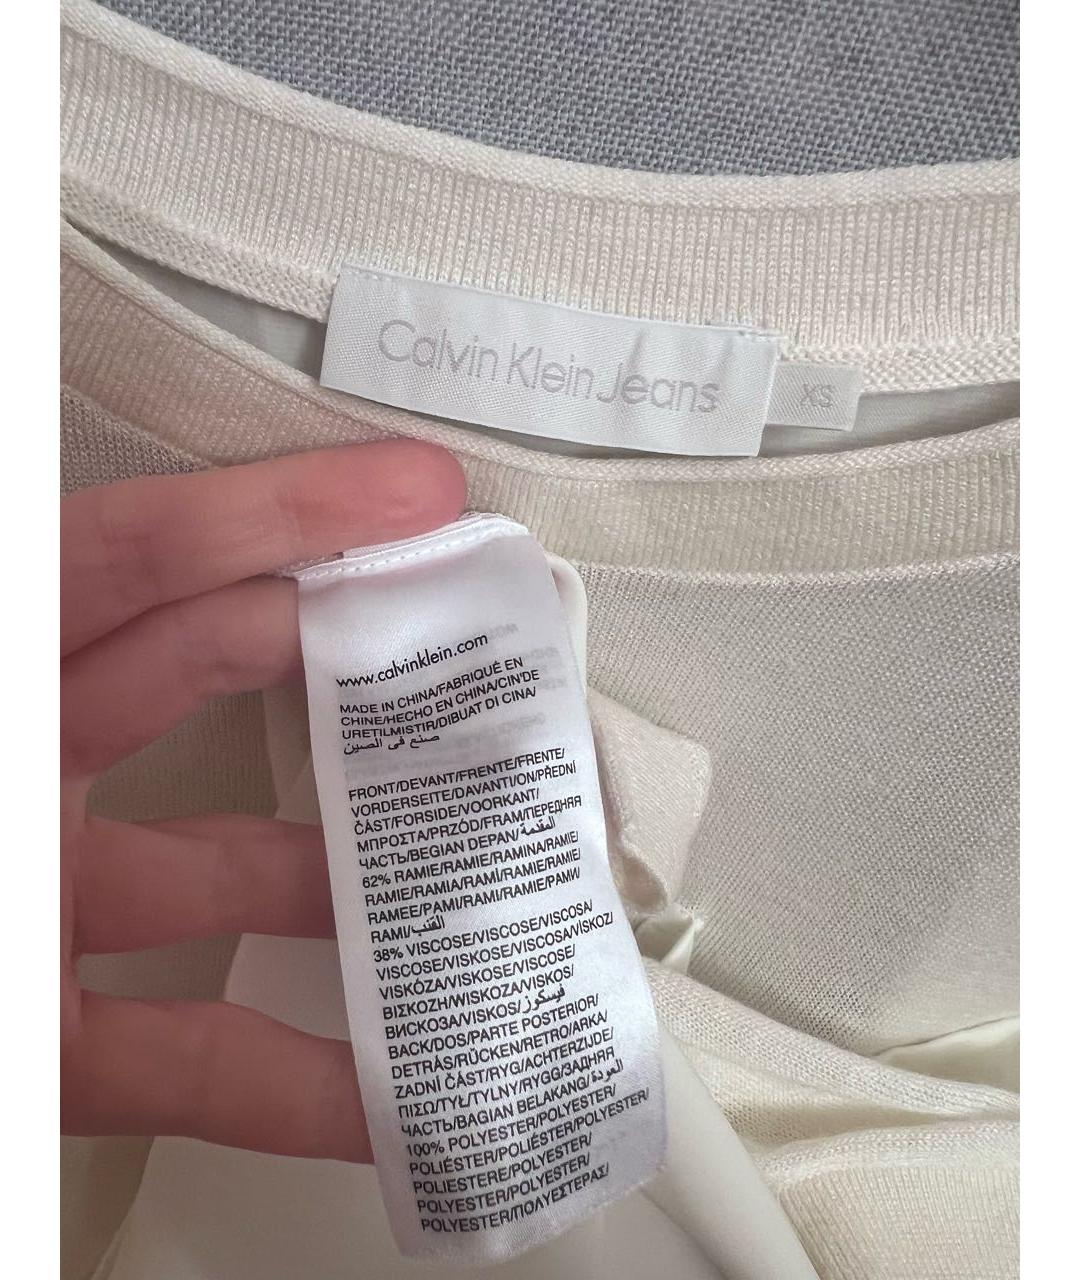 Calvin Klein Jeans
XS
www.calvinklein.com
MADE IN CHINA/FABRIQUÉ EN
CHINE/HECHO EN CHINA/CIN'DE
URETILMISTIR/DIBUAT DI CINA/
صنع في الصين
FRONT/DEVANT/FRENTE/FRENTE/
VORDERSEITE/DAVANTI/ON/PŘEDNÍ
ČÁST/FORSIDE/VOORKANT/
ΜΠΡΟΣΤΑ/PRZÓD/FRAM/ПЕРЕДНЯЯ
ЧАСТЬ/BEGIAN DEPAN/المقدمة
62% RAMIE/RAMIE/RAMINA/RAMIE/
RAMIE/RAMIA/RAMÍ/RAMIE/RAMIE/
RAMEE/ΡΑΜΙ/RAMI/RAMIE/РАМИ/
RAMI/القنب
38% VISCOSE/VISCOSE/VISCOSA/
VISCOSE/VISKOSE/VISCOSA/VİSKOZ/
VISKÓZA/VISKOSE/VISCOSE/
ΒΙΣΚΟΖΗ/WISKOZA/VISKOS/
ВИСКОЗА/VISKOS/فيسكوز
BACK/DOS/PARTE POSTERIOR/
DETRÁS/RÜCKEN/RETRO/ARKA/
ZADNÍ ČÁST/RYG/ACHTERZIJDE/
ΠΙΣΩ/TYŁ/TYLNY/RYGG/ЗАДНЯЯ
ЧАСТЬ/BAGIAN BELAKANG/العودة
100% POLYESTER/POLYESTER/
POLIÉSTER/POLIÉSTER/POLYESTER/
POLIESTERE/POLYESTER/
POLYESTER/POLYESTER/
POLYESTER/ΠΟΛΥΕΣΤΕΡΑΣ/